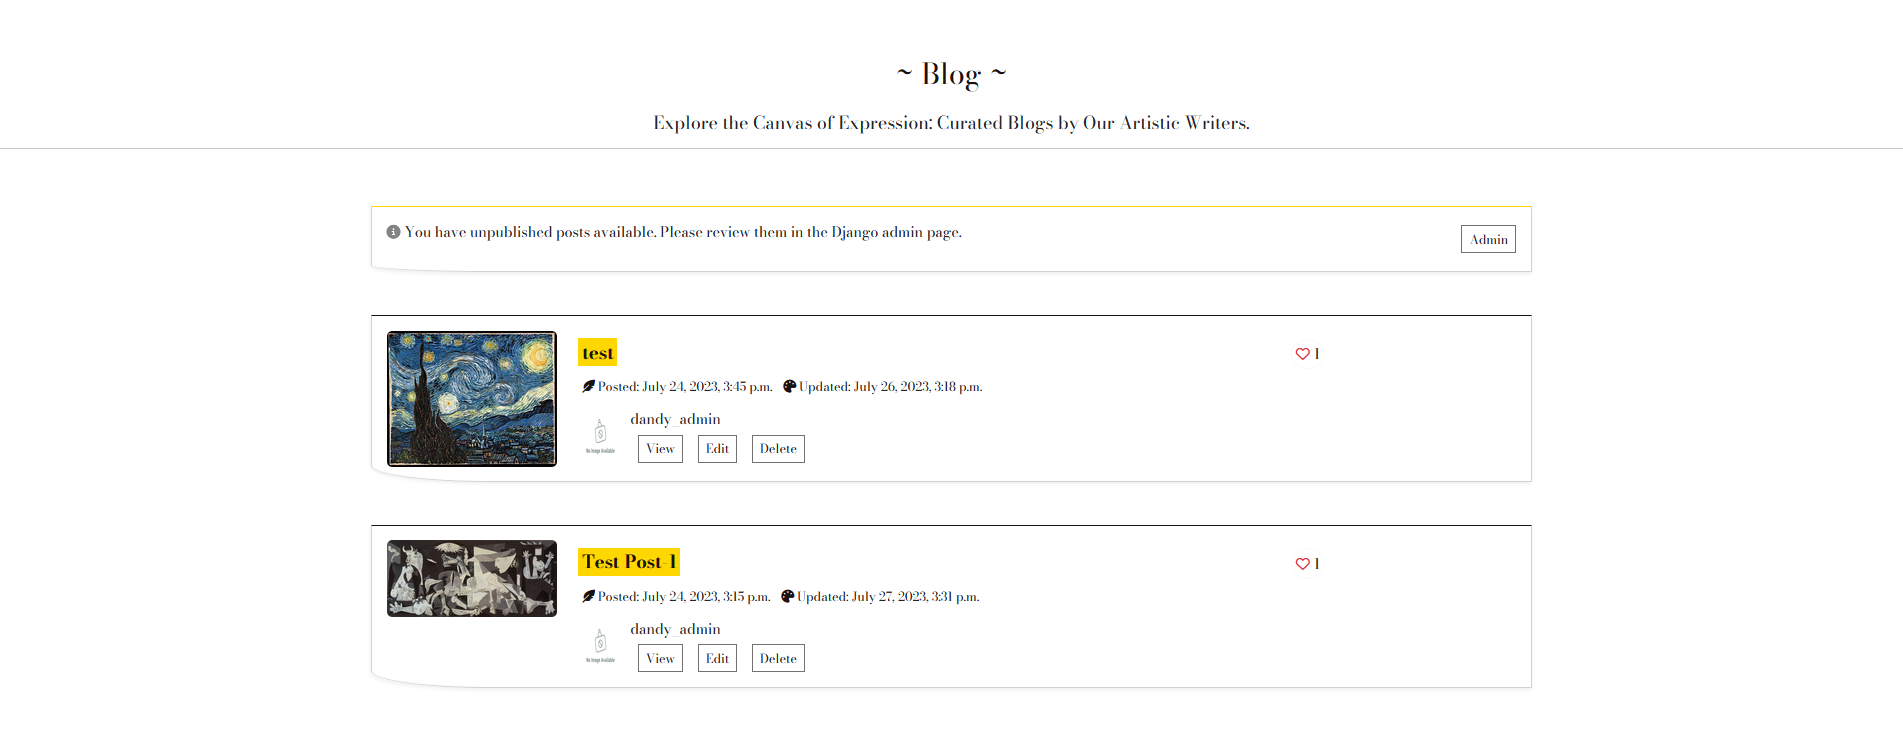 ~ Blog ~
Explore the Canvas of Expression: Curated Blogs by Our Artistic Writers.
You have unpublished posts available. Please review them in the Django admin page.
Admin
test
1
Posted: July 24, 2023, 3:45 p.m. Updated: July 26, 2023, 3:18 p.m.
dandy_admin
No Image Available
View Edit Delete
Test Post-1
1
Posted: July 24, 2023, 3:15 p.m. Updated: July 27, 2023, 3:31 p.m.
dandy_admin
No Image Available
View Edit Delete